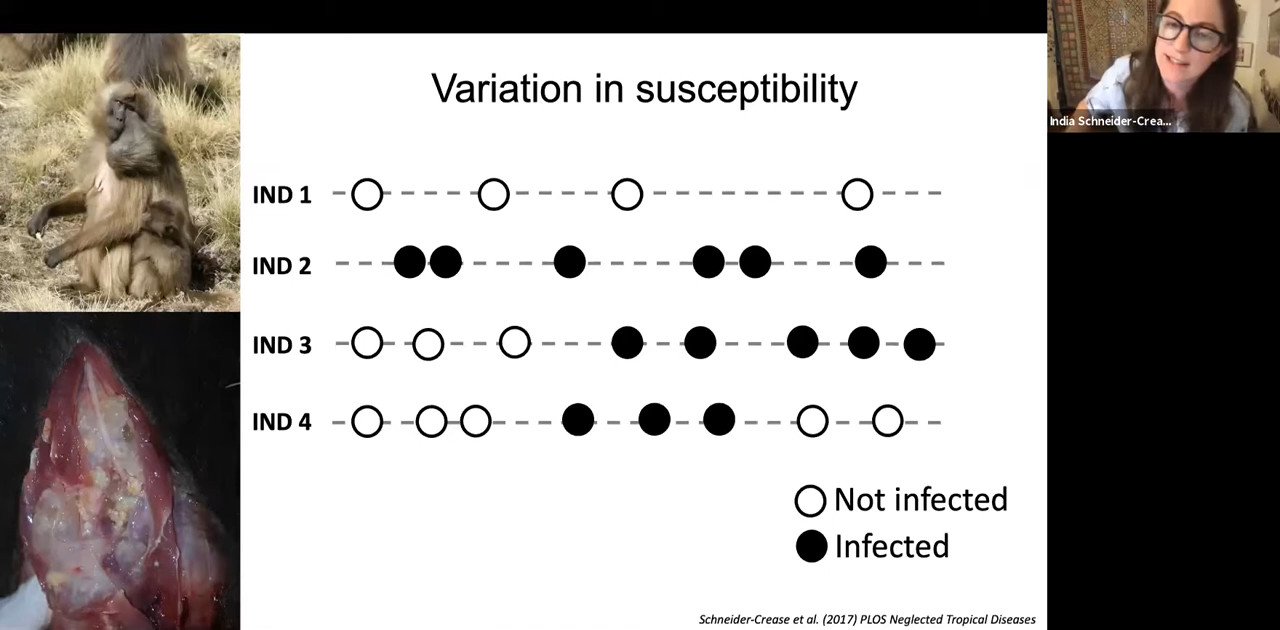 Variation in susceptibility
India Schneider-Crea...
IND 1
IND 2
IND 3
IND 4
Not infected
Infected
Schneider-Crease et al. (2017) PLOS Neglected Tropical Diseases